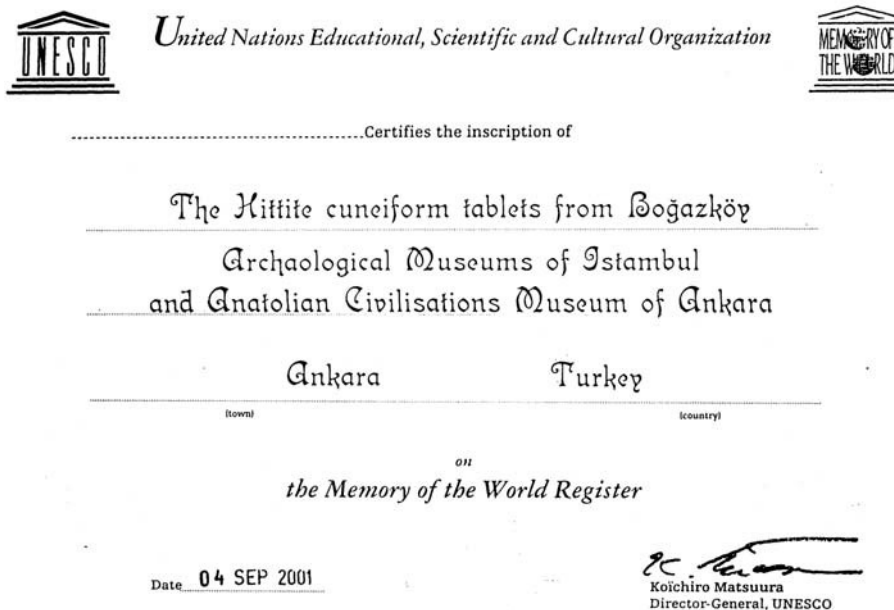 UNESCO
United Nations Educational, Scientific and Cultural Organization
MEMORY OF
THE WORLD
Certifies the inscription of
The Hittite cuneiform tablets from Boğazköy
Archaological Museums of Istambul
and Anatolian Civilisations Museum of Ankara
Ankara Turkey
(town) (country)
on
the Memory of the World Register
Date 04 SEP 2001
Koïchiro Matsuura
Director-General, UNESCO